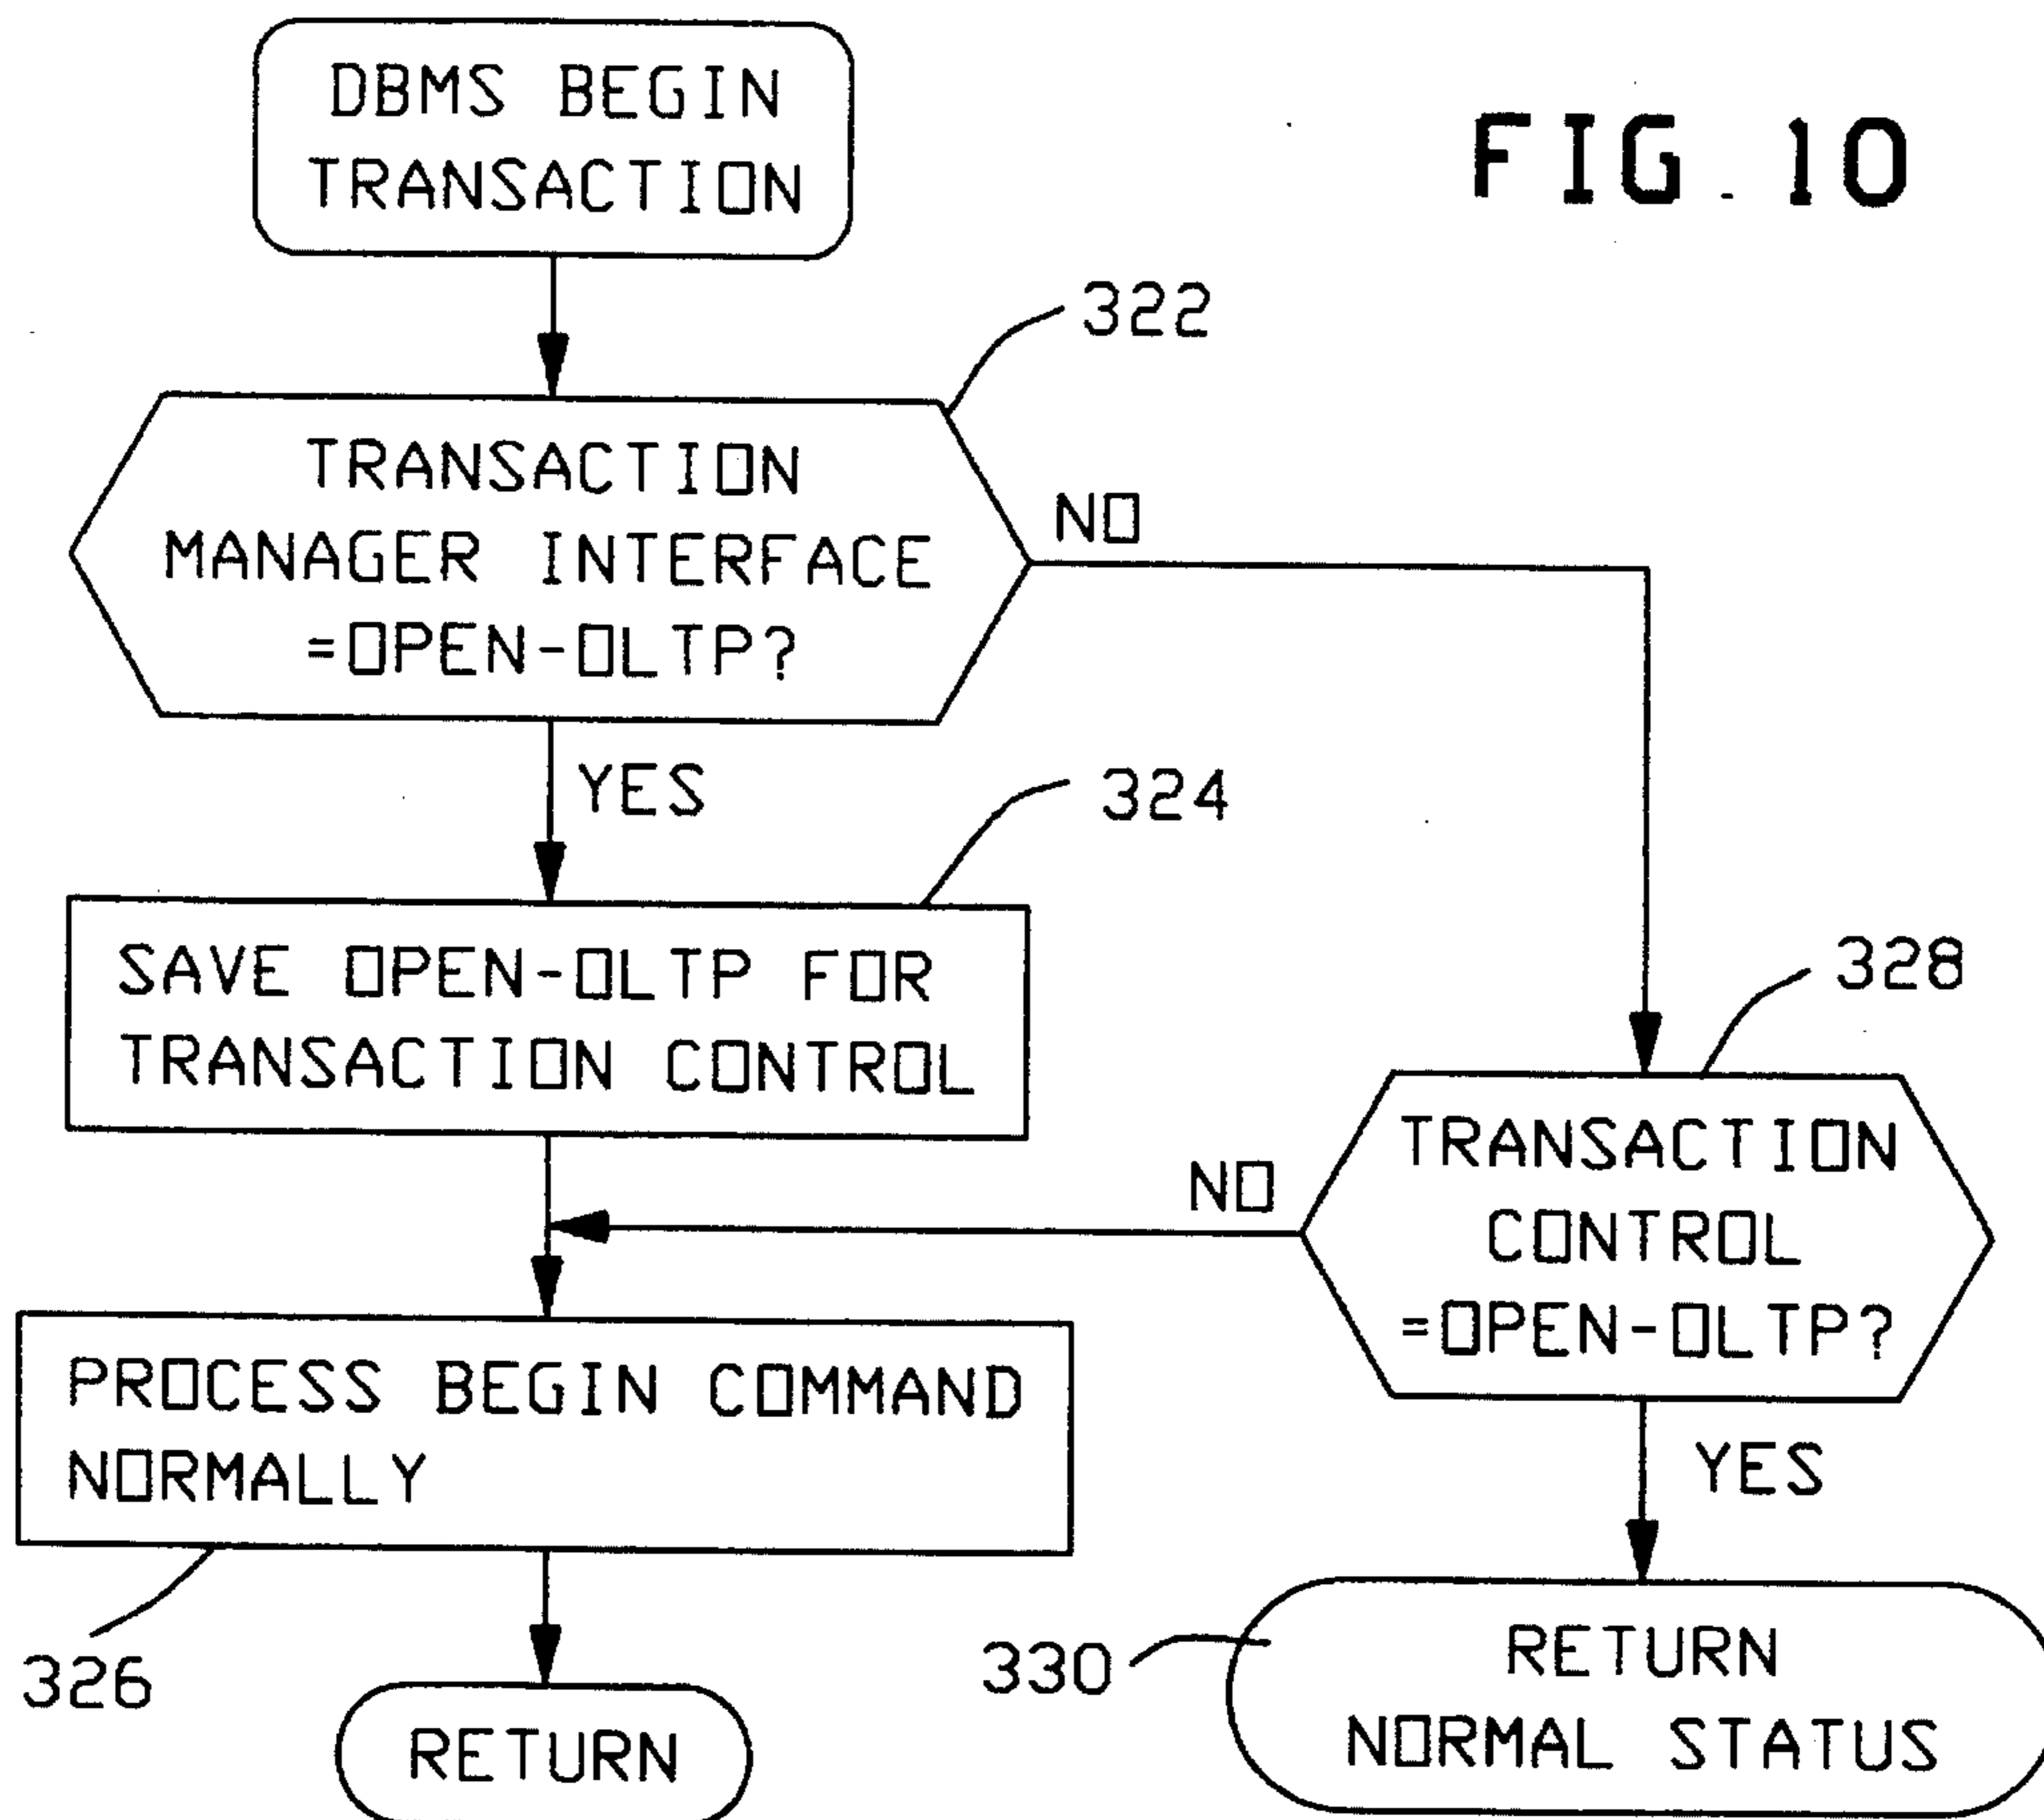 DBMS BEGIN
TRANSACTION
FIG. 10
322
TRANSACTION
MANAGER INTERFACE
=OPEN-OLTP?
NO
YES
324
SAVE OPEN-OLTP FOR
TRANSACTION CONTROL
328
TRANSACTION
CONTROL
=OPEN-OLTP?
NO
YES
PROCESS BEGIN COMMAND
NORMALLY
326
RETURN
330
RETURN
NORMAL STATUS